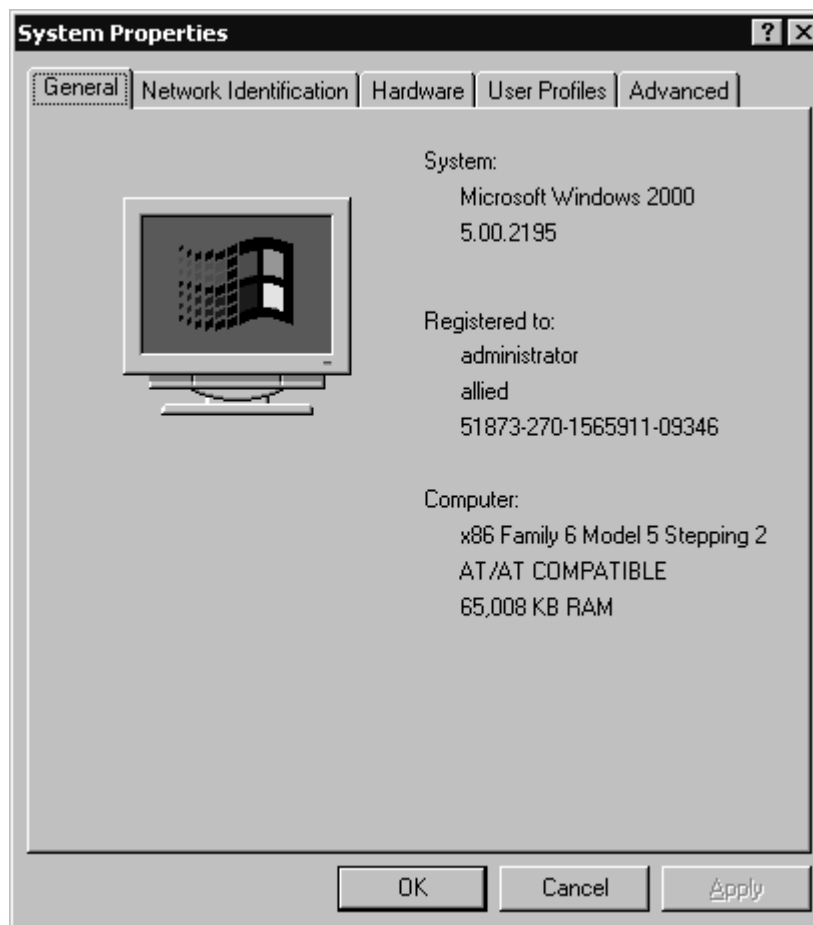 System Properties
General Network Identification Hardware User Profiles Advanced
System:
Microsoft Windows 2000
5.00.2195
Registered to:
administrator
allied
51873-270-1565911-09346
Computer:
x86 Family 6 Model 5 Stepping 2
AT/AT COMPATIBLE
65,008 KB RAM
OK Cancel Apply